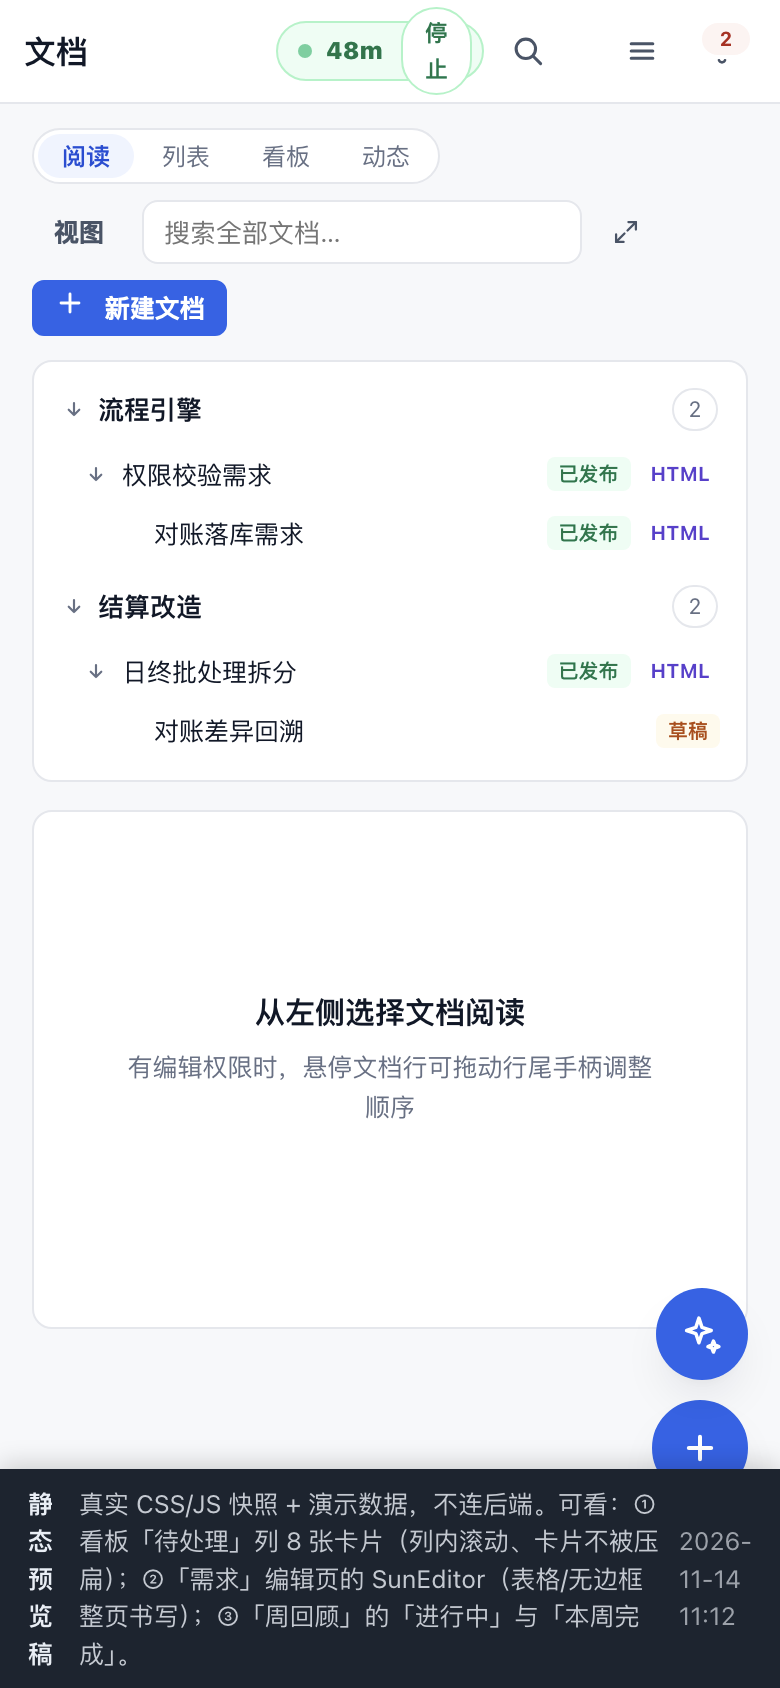 文档
48m
停
止
2
阅读 列表 看板 动态
视图 搜索全部文档...
新建文档
流程引擎 2
权限校验需求 已发布 HTML
对账落库需求 已发布 HTML
结算改造 2
日终批处理拆分 已发布 HTML
对账差异回溯 草稿
从左侧选择文档阅读
有编辑权限时，悬停文档行可拖动行尾手柄调整
顺序
静
态
预
览
稿
真实 CSS/JS 快照 + 演示数据，不连后端。可看：①
看板「待处理」列 8 张卡片（列内滚动、卡片不被压
扁）；②「需求」编辑页的 SunEditor（表格/无边框
整页书写）；③「周回顾」的「进行中」与「本周完
成」。
2026-
11-14
11:12